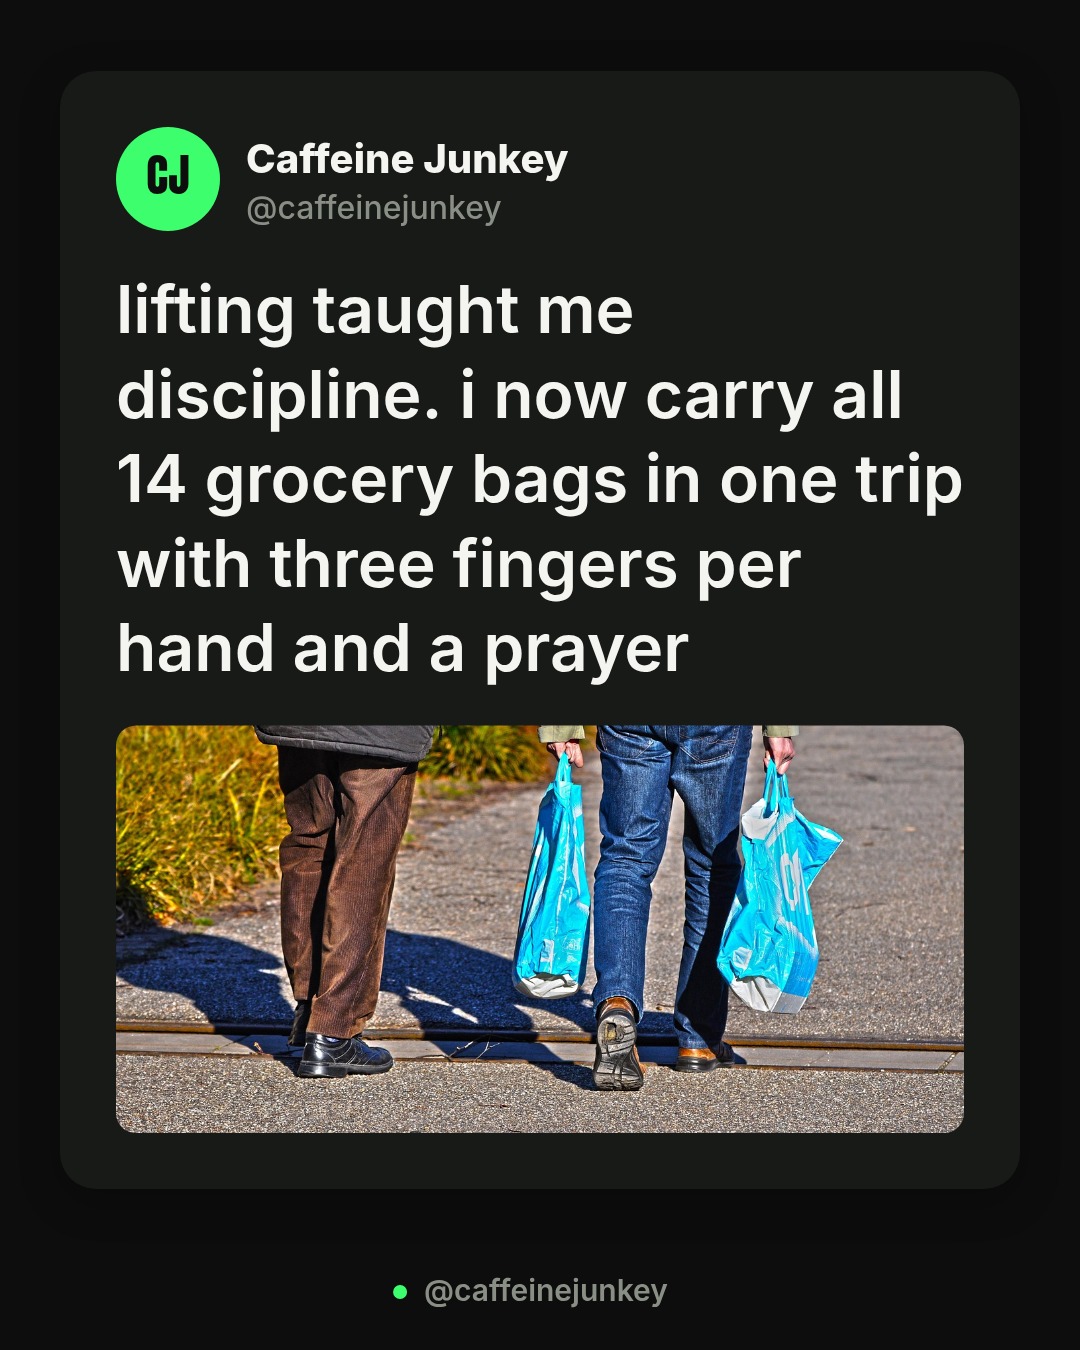 CJ
Caffeine Junkey
@caffeinejunkey
lifting taught me
discipline. i now carry all
14 grocery bags in one trip
with three fingers per
hand and a prayer
@caffeinejunkey